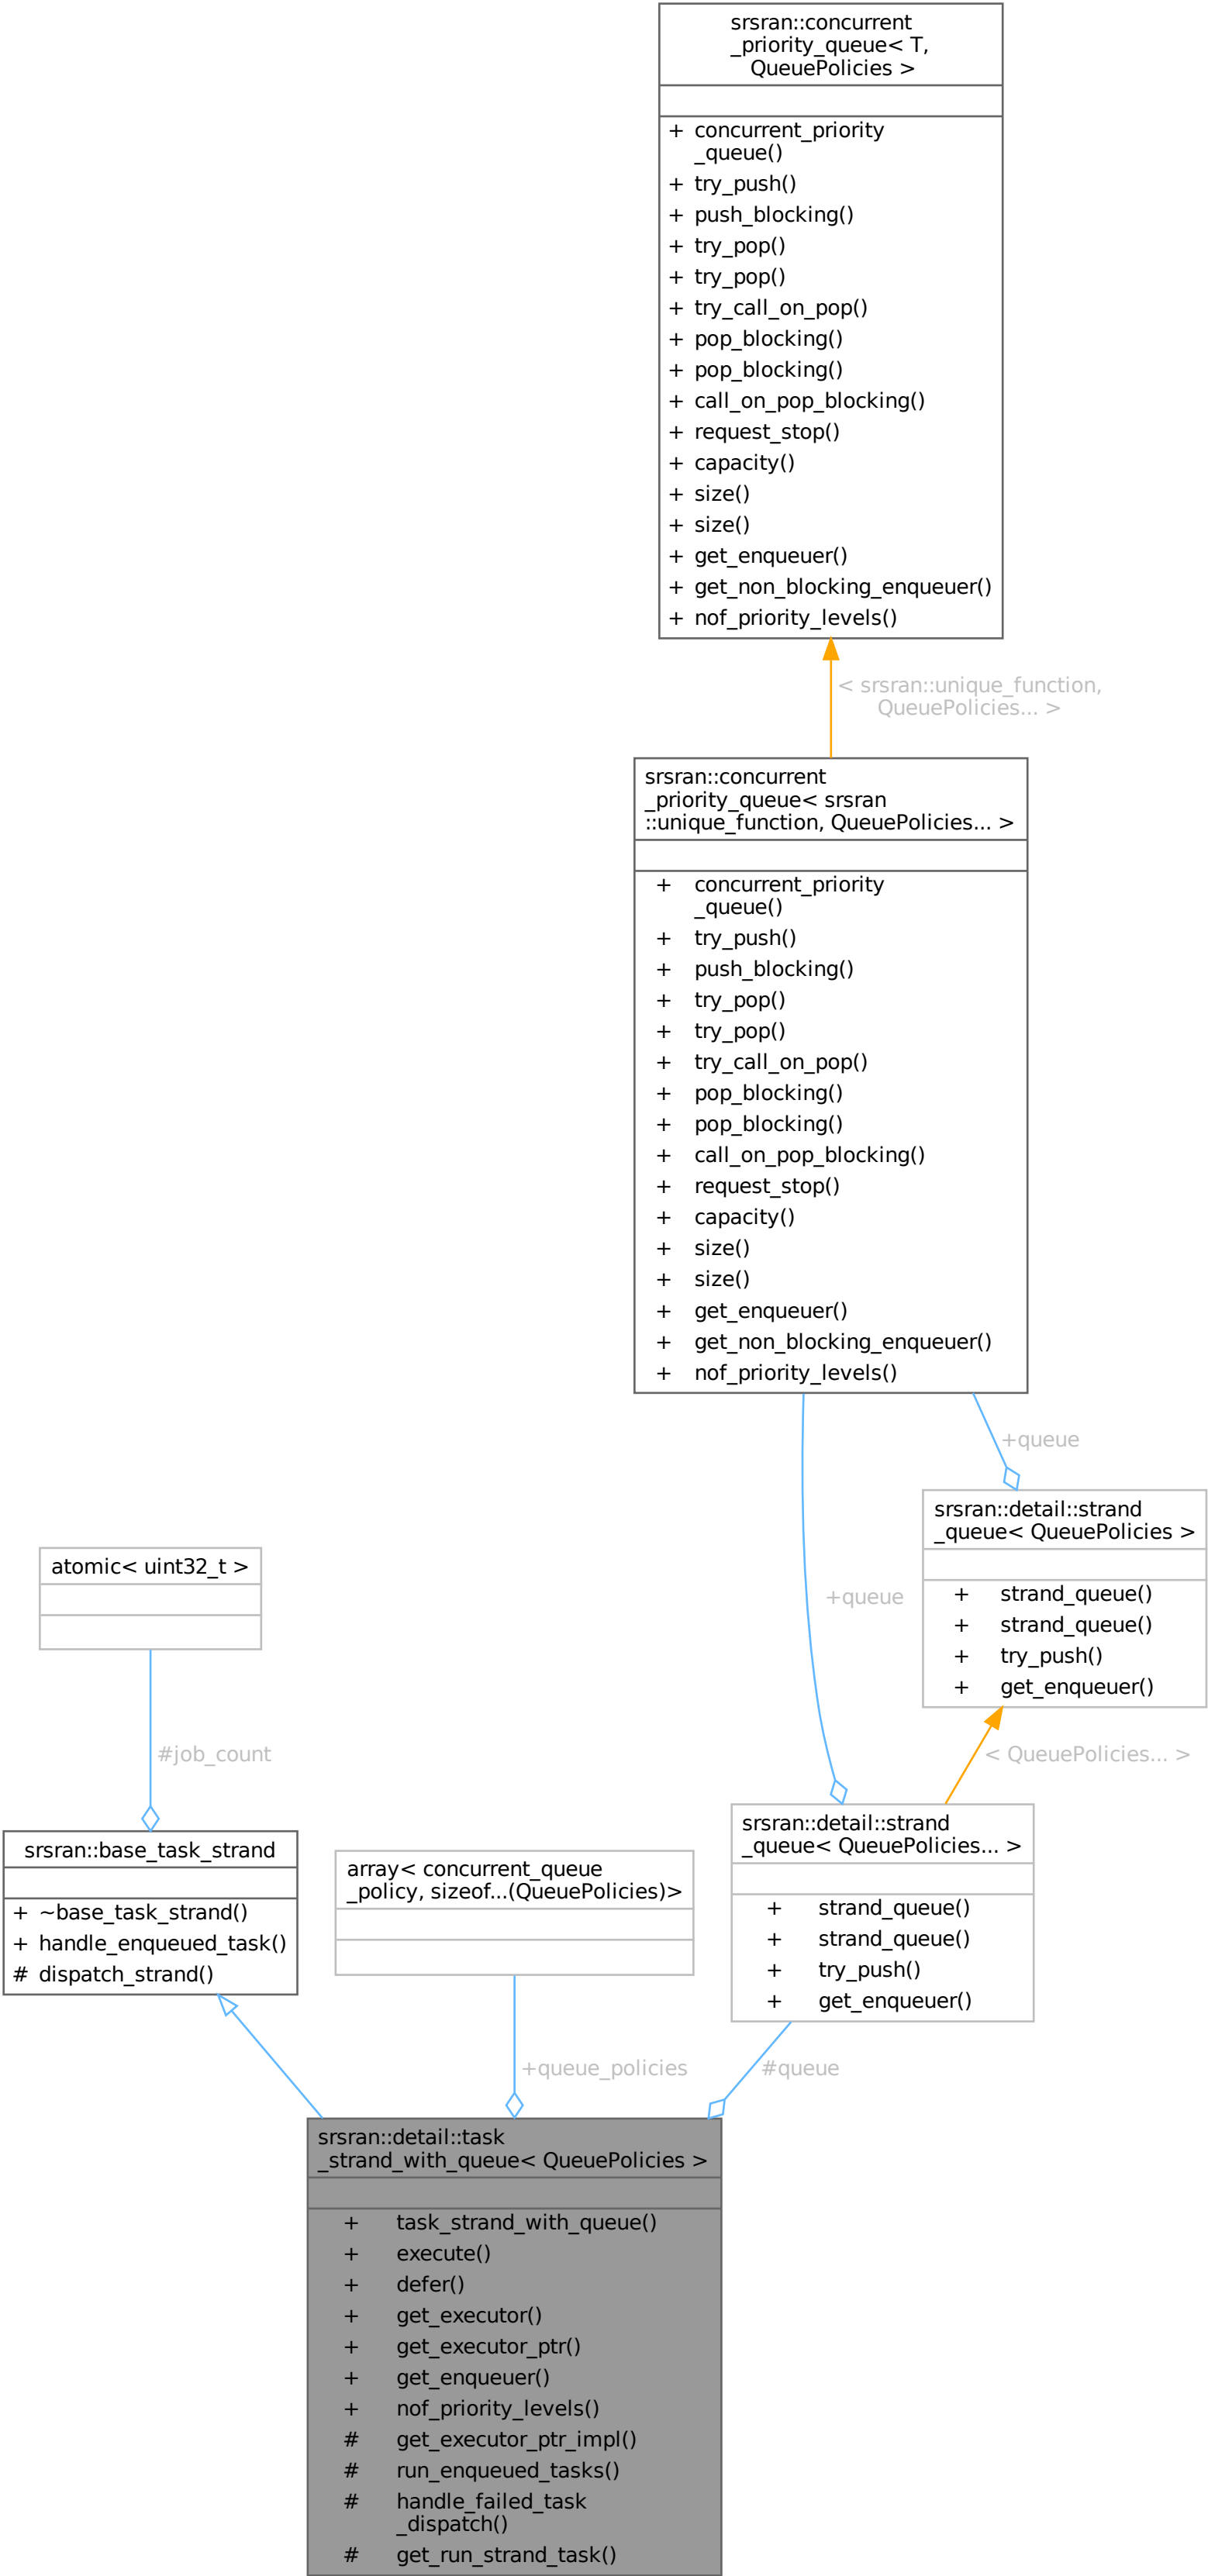 srsran::concurrent
_priority_queue< T,
QueuePolicies >
+ concurrent_priority
_queue()
+ try_push()
+ push_blocking()
+ try_pop()
+ try_pop()
+ try_call_on_pop()
+ pop_blocking()
+ pop_blocking()
+ call_on_pop_blocking()
+ request_stop()
+ capacity()
+ size()
+ size()
+ get_enqueuer()
+ get_non_blocking_enqueuer()
+ nof_priority_levels()
< srsran::unique_function,
QueuePolicies... >
srsran::concurrent
_priority_queue< srsran
::unique_function, QueuePolicies... >
+ concurrent_priority
_queue()
+ try_push()
+ push_blocking()
+ try_pop()
+ try_pop()
+ try_call_on_pop()
+ pop_blocking()
+ pop_blocking()
+ call_on_pop_blocking()
+ request_stop()
+ capacity()
+ size()
+ size()
+ get_enqueuer()
+ get_non_blocking_enqueuer()
+ nof_priority_levels()
+queue
srsran::detail::strand
_queue< QueuePolicies >
+ strand_queue()
+ strand_queue()
+ try_push()
+ get_enqueuer()
+queue
atomic< uint32_t >
#job_count
< QueuePolicies... >
srsran::detail::strand
_queue< QueuePolicies... >
+ strand_queue()
+ strand_queue()
+ try_push()
+ get_enqueuer()
srsran::base_task_strand
+ ~base_task_strand()
+ handle_enqueued_task()
# dispatch_strand()
array< concurrent_queue
_policy, sizeof...(QueuePolicies)>
+queue_policies
#queue
srsran::detail::task
_strand_with_queue< QueuePolicies >
+ task_strand_with_queue()
+ execute()
+ defer()
+ get_executor()
+ get_executor_ptr()
+ get_enqueuer()
+ nof_priority_levels()
# get_executor_ptr_impl()
# run_enqueued_tasks()
# handle_failed_task
_dispatch()
# get_run_strand_task()